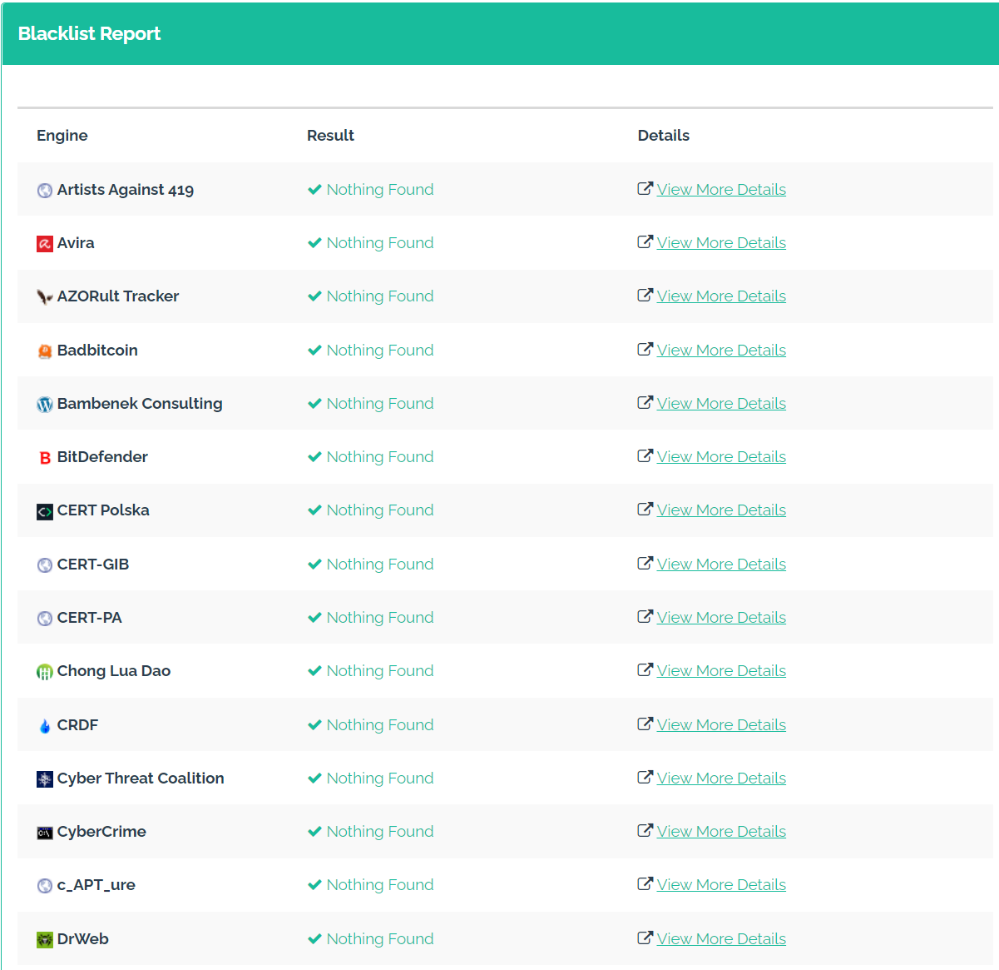 Blacklist Report
Engine Result Details
Artists Against 419 Nothing Found View More Details
Avira Nothing Found View More Details
AZORult Tracker Nothing Found View More Details
Badbitcoin Nothing Found View More Details
Bambenek Consulting Nothing Found View More Details
BitDefender Nothing Found View More Details
CERT Polska Nothing Found View More Details
CERT-GIB Nothing Found View More Details
CERT-PA Nothing Found View More Details
Chong Lua Dao Nothing Found View More Details
CRDF Nothing Found View More Details
Cyber Threat Coalition Nothing Found View More Details
CyberCrime Nothing Found View More Details
c_APT_ure Nothing Found View More Details
DrWeb Nothing Found View More Details